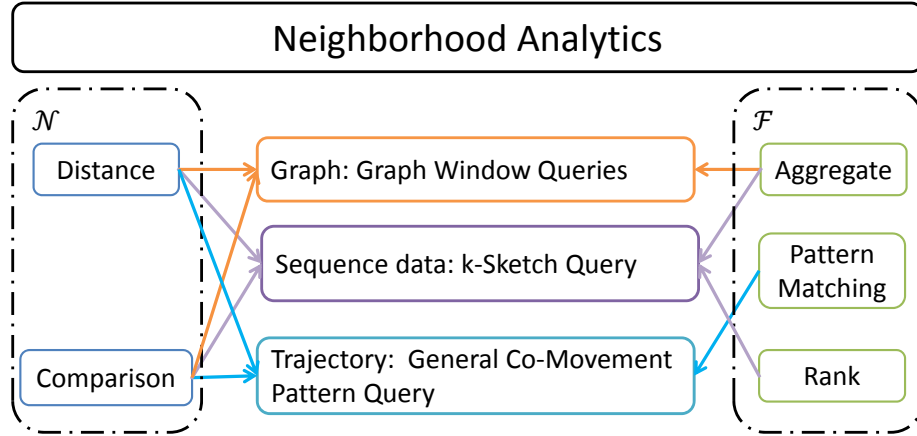 Neighborhood Analytics
𝒩
Distance
Comparison
Graph: Graph Window Queries
Sequence data: k-Sketch Query
Trajectory:  General Co-Movement
Pattern Query
ℱ
Aggregate
Pattern
Matching
Rank